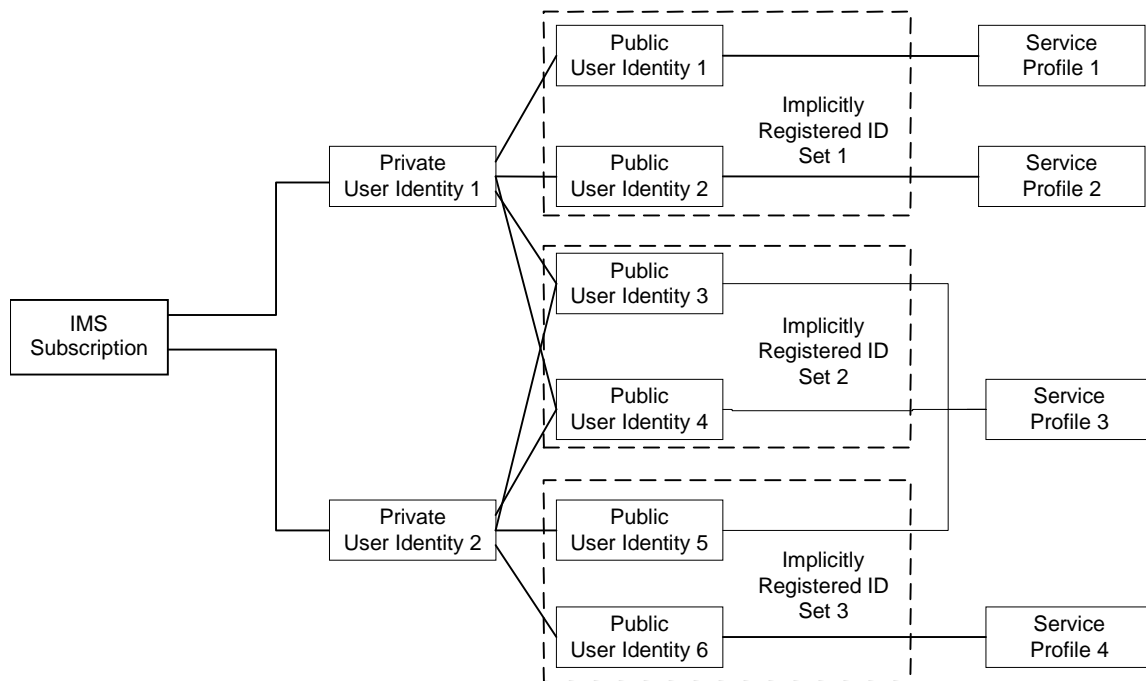 Public
User Identity 1
Service
Profile 1
Implicitly
Registered ID
Set 1
Private
User Identity 1
Public
User Identity 2
Service
Profile 2
Public
User Identity 3
IMS
Subscription
Implicitly
Registered ID
Set 2
Public
User Identity 4
Service
Profile 3
Private
User Identity 2
Public
User Identity 5
Implicitly
Registered ID
Set 3
Public
User Identity 6
Service
Profile 4